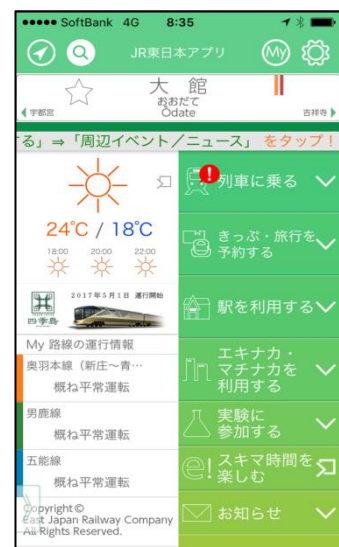 SoftBank 4G 8:35
JR東日本アプリ
My
大 館
おおだて
Odate
宇都宮
吉祥寺
する」⇒「周辺イベント/ニュース」 をタップ!
24℃ / 18℃
18:00 20:00 22:00
2017年5月1日 運行開始
四季島
My 路線の運行情報
奥羽本線(新庄〜青…
概ね平常運転
男鹿線
概ね平常運転
五能線
概ね平常運転
Copyright©
East Japan Railway Company
All Rights Reserved.
列車に乗る
きっぷ・旅行を
予約する
駅を利用する
エキナカ・
マチナカを
利用する
実験に
参加する
スキマ時間を
楽しむ
お知らせ